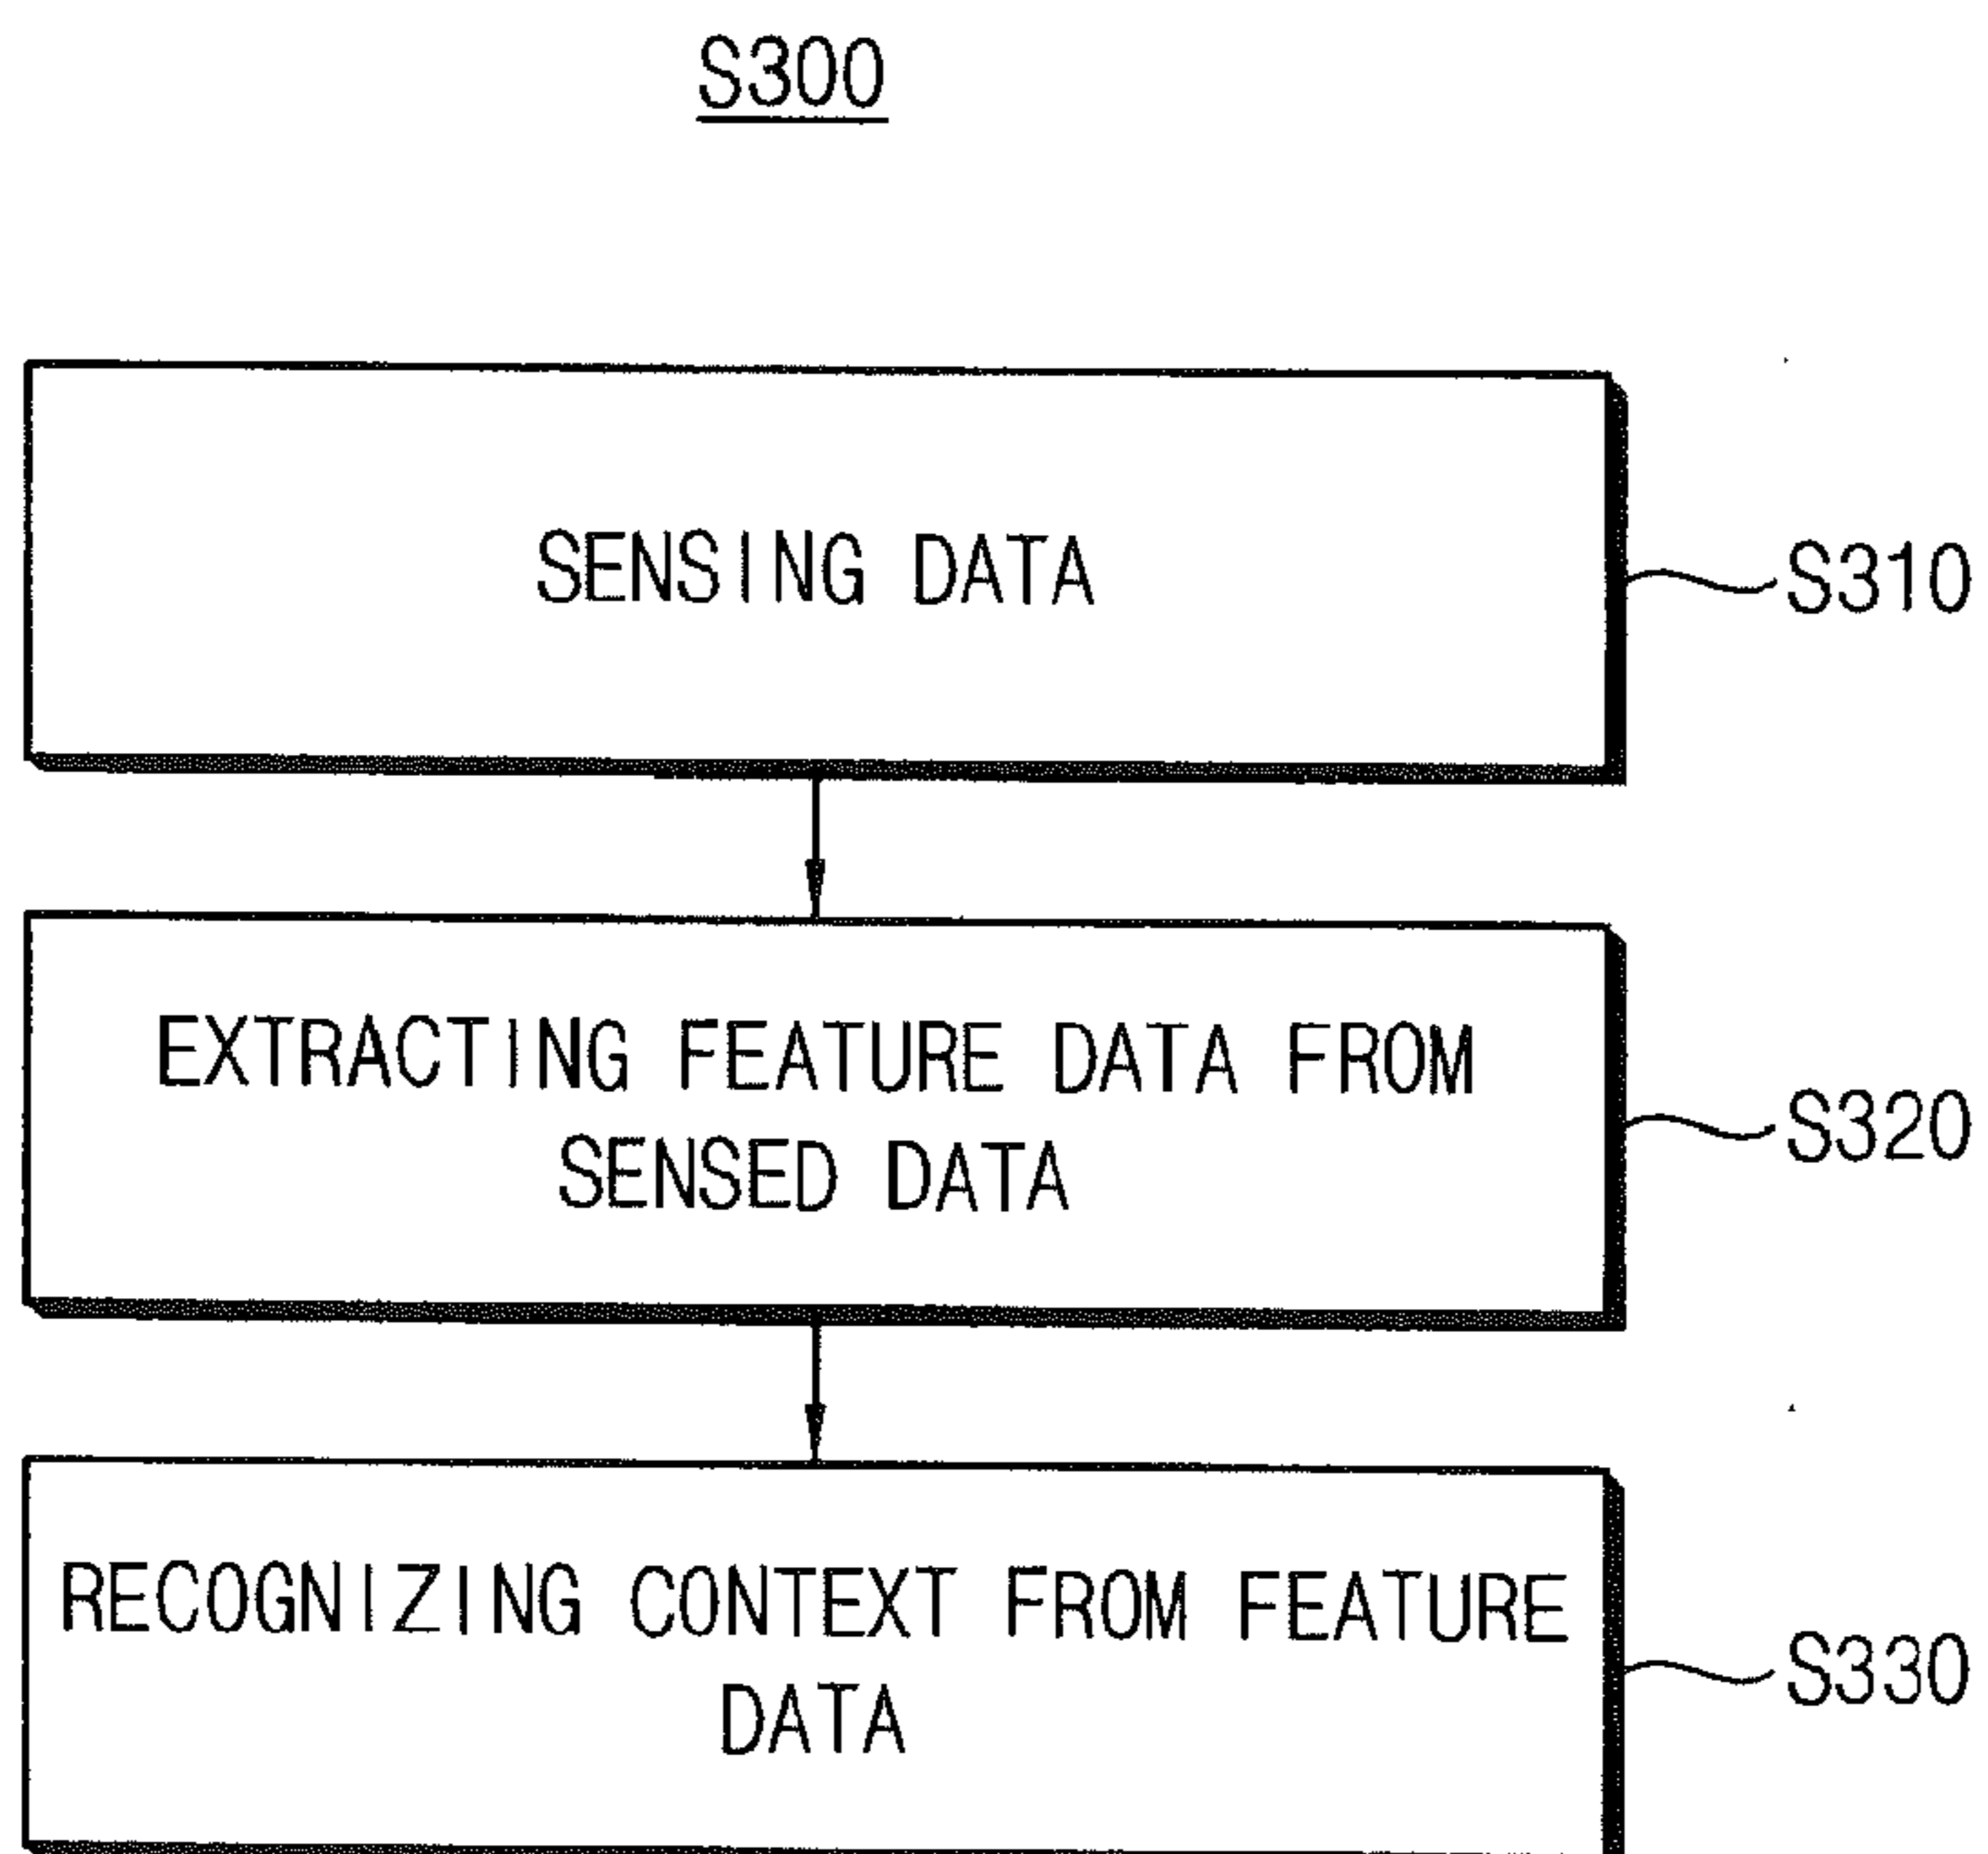 S300
SENSING DATA
S310
EXTRACTING FEATURE DATA FROM
SENSED DATA
S320
RECOGNIZING CONTEXT FROM FEATURE
DATA
S330